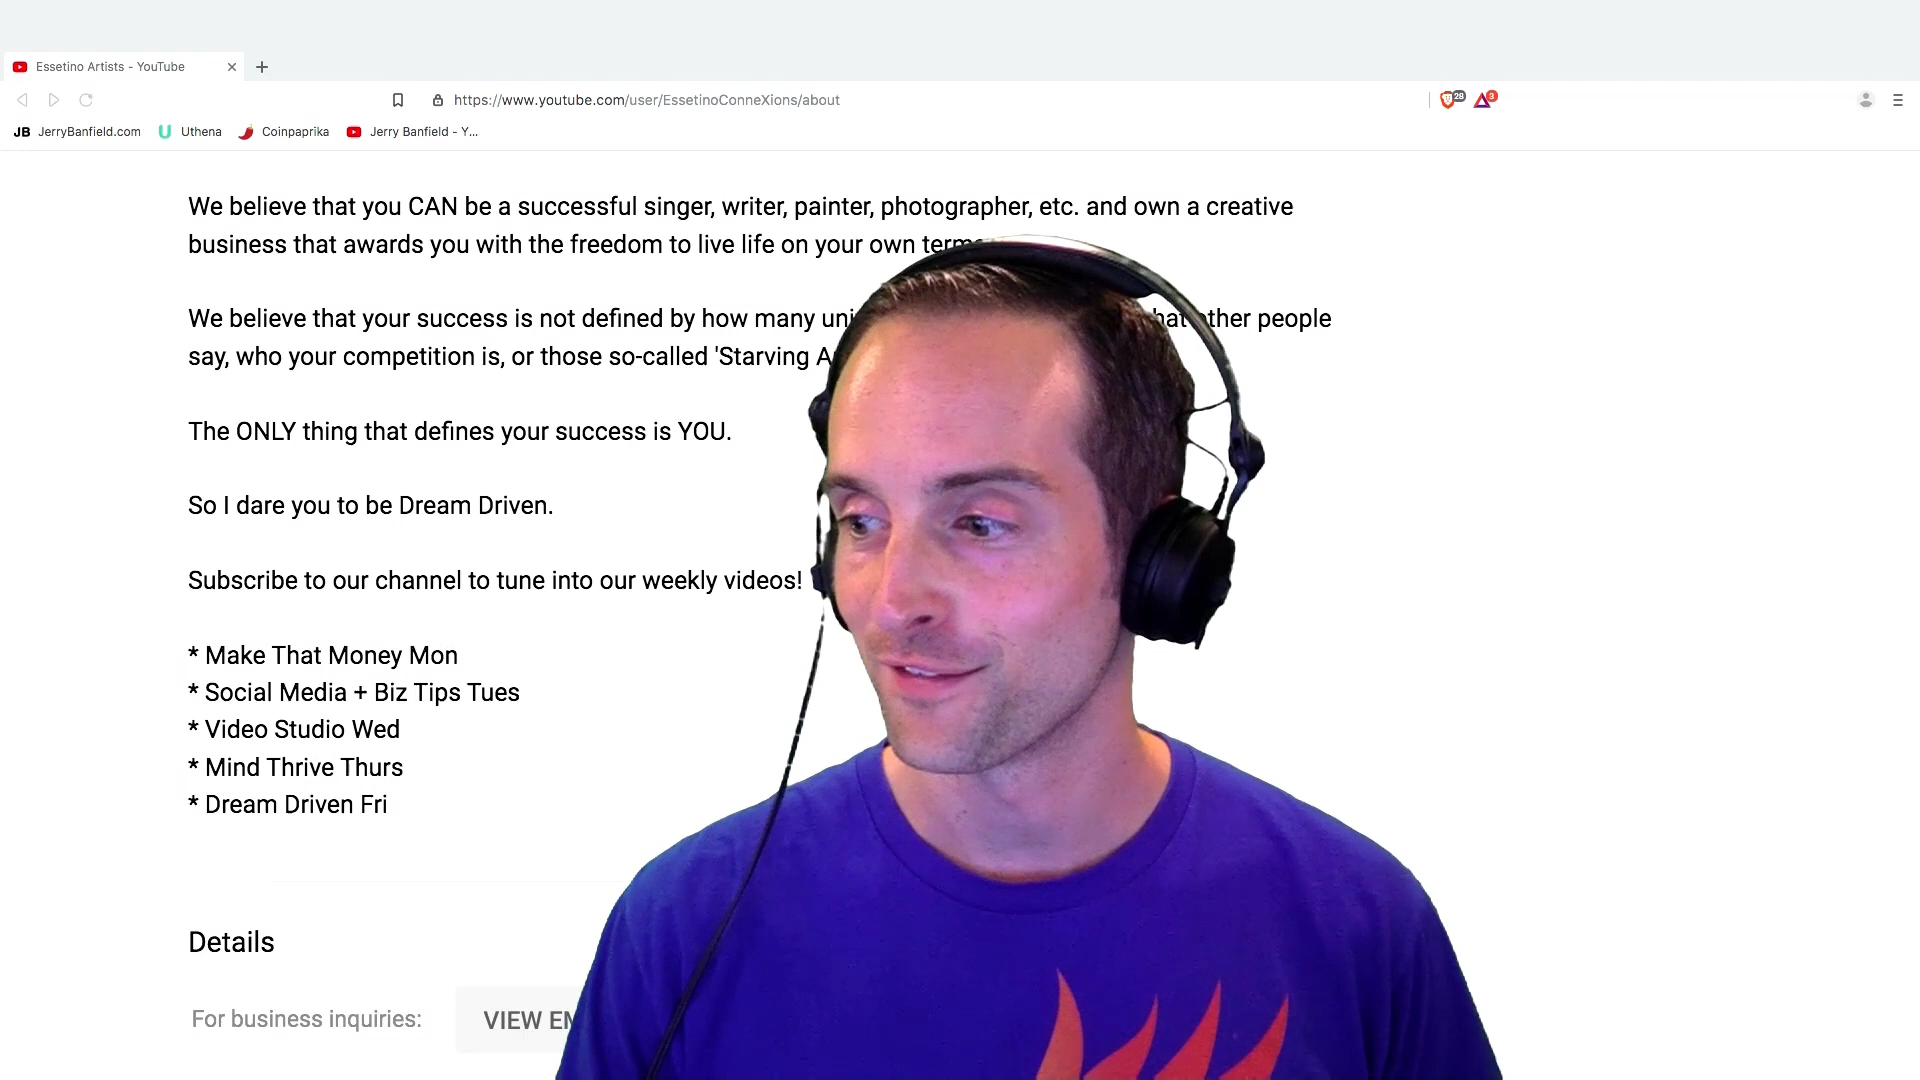 Essetino Artists - YouTube
https://www.youtube.com/user/EssetinoConneXions/about
28
3
JB JerryBanfield.com
U Uthena
Coinpaprika
Jerry Banfield - Y...
We believe that you CAN be a successful singer, writer, painter, photographer, etc. and own a creative
business that awards you with the freedom to live life on your own
We believe that your success is not defined by how many other people
say, who your competition is, or those so-called 'Starving
The ONLY thing that defines your success is YOU.
So I dare you to be Dream Driven.
Subscribe to our channel to tune into our weekly videos!
* Make That Money Mon
* Social Media + Biz Tips Tues
* Video Studio Wed
* Mind Thrive Thurs
* Dream Driven Fri
Details
For business inquiries:
VIEW